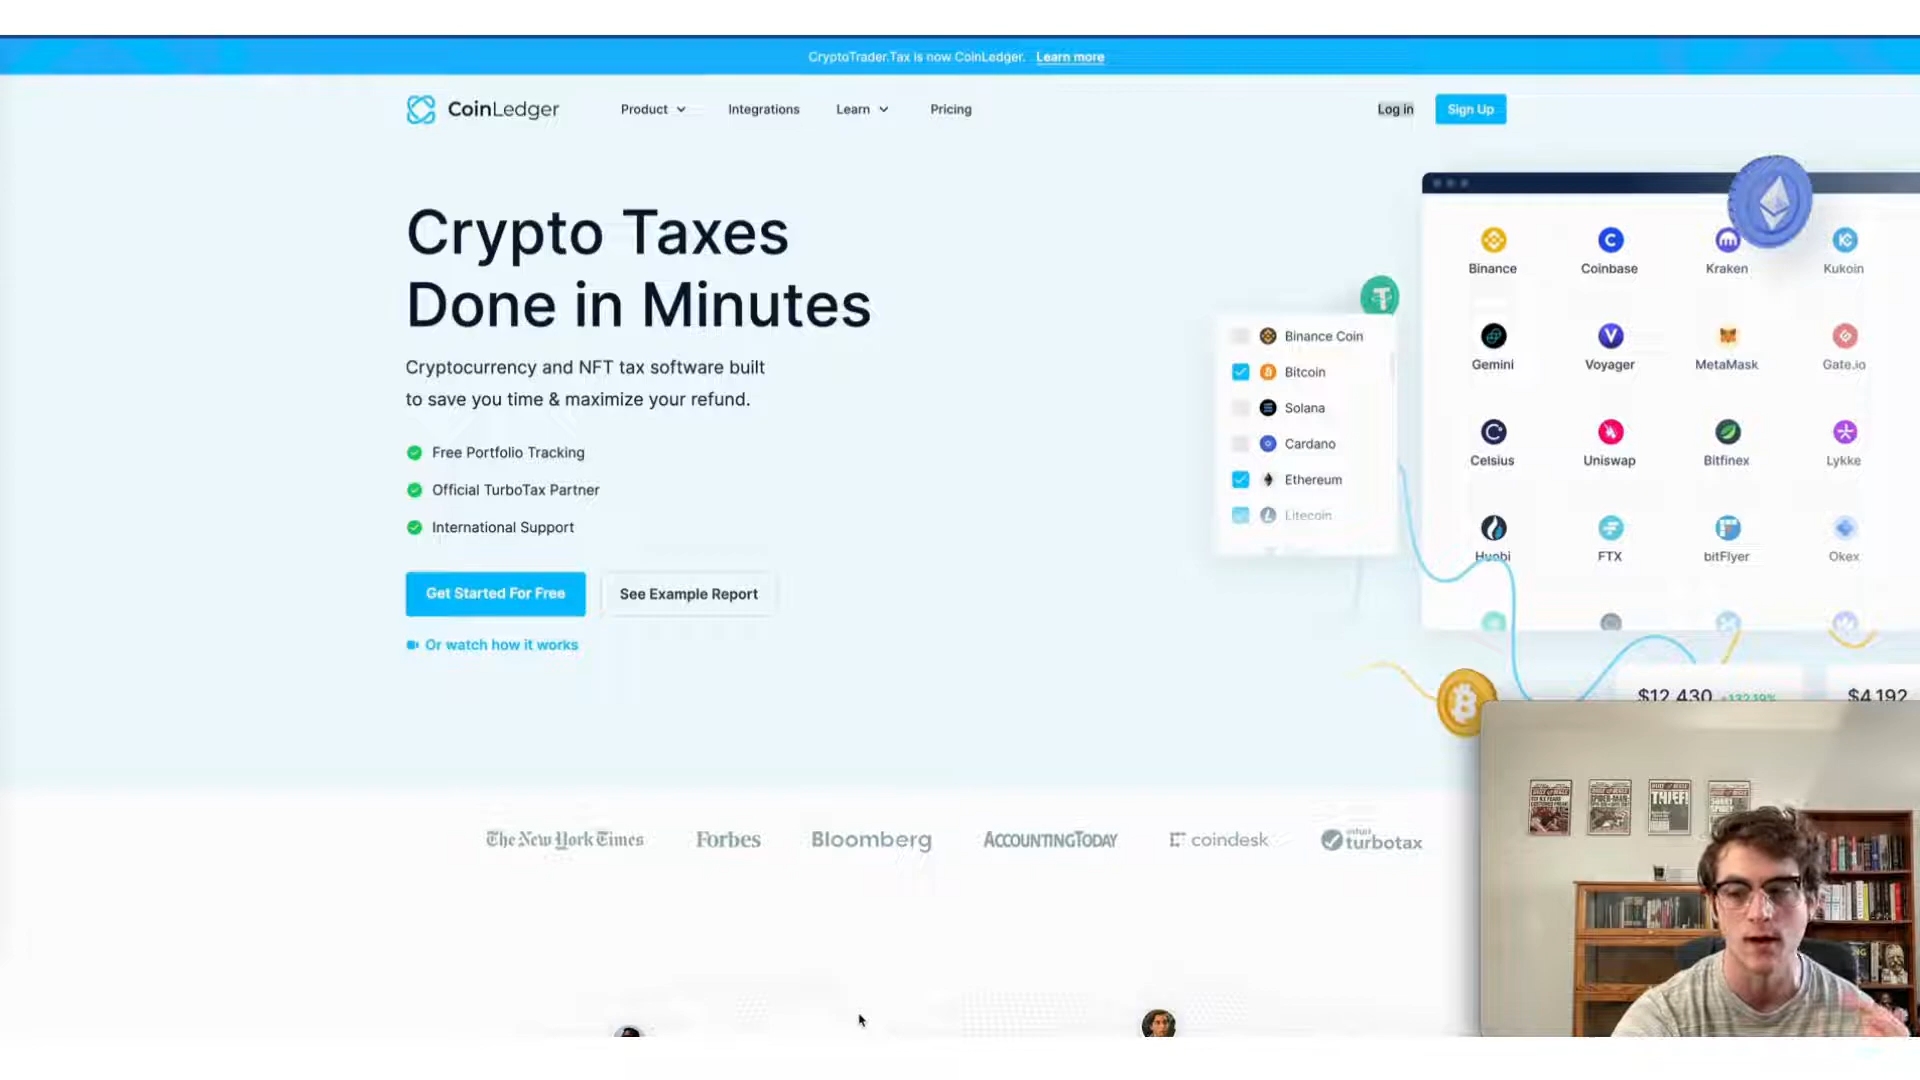 CryptoTrader.Tax is now CoinLedger. Learn more
CoinLedger
Product
Integrations
Learn
Pricing
Log in
Sign Up
Crypto Taxes
Done in Minutes
Cryptocurrency and NFT tax software built
to save you time & maximize your refund.
Free Portfolio Tracking
Official TurboTax Partner
International Support
Get Started For Free
See Example Report
Or watch how it works
Binance Coin
Bitcoin
Solana
Cardano
Ethereum
Litecoin
Binance
Coinbase
Kraken
Kukoin
Gemini
Voyager
MetaMask
Gate.io
Celsius
Uniswap
Bitfinex
Lykke
Huobi
FTX
bitFlyer
Okex
$12,430
$4,192
The New York Times
Forbes
Bloomberg
ACCOUNTINGTODAY
coindesk
intuit
turbotax
THIEF!